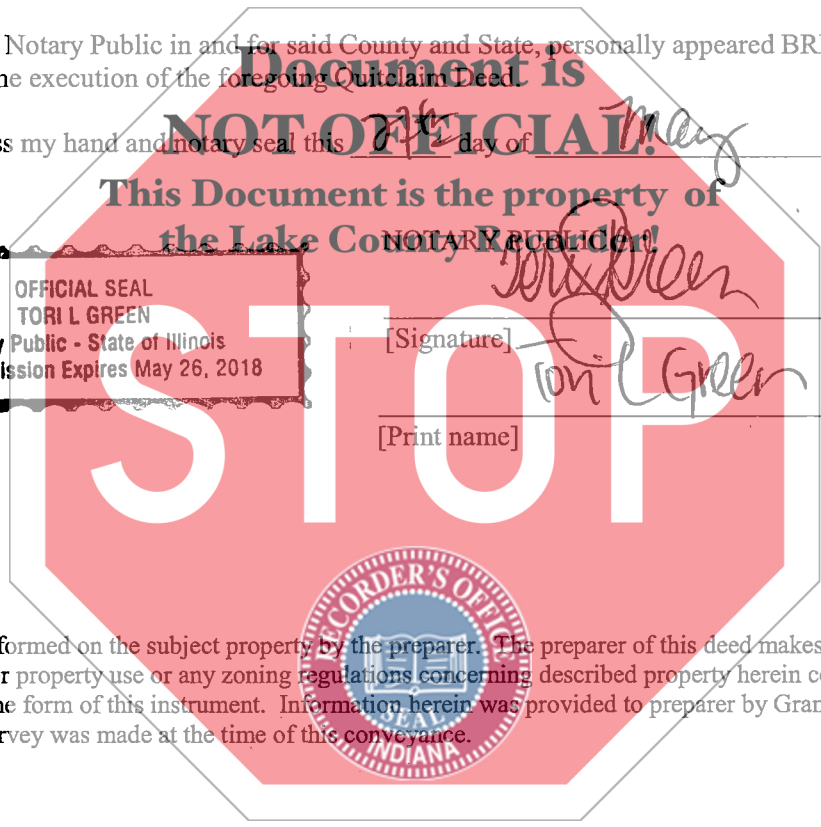 Notary Public in and for said County and State, personally appeared
e execution of the foregoing Quitclaim Deed.
Document is
NOT OFFICIAL!
ss my hand and notary seal this 27th day of May
This Document is the property of
the Lake County Recorder!
NOTARY PUBLIC
Tori L Green
OFFICIAL SEAL
TORI L GREEN
Public - State of Illinois
ission Expires May 26, 2018
[Signature]
Tori L Green
[Print name]
STOP
RECORDER'S OFFICE
SEAL
INDIANA
formed on the subject property by the preparer. The preparer of this deed makes
r property use or any zoning regulations concerning described property herein
e form of this instrument. Information herein was provided to preparer by
rvey was made at the time of this conveyance.